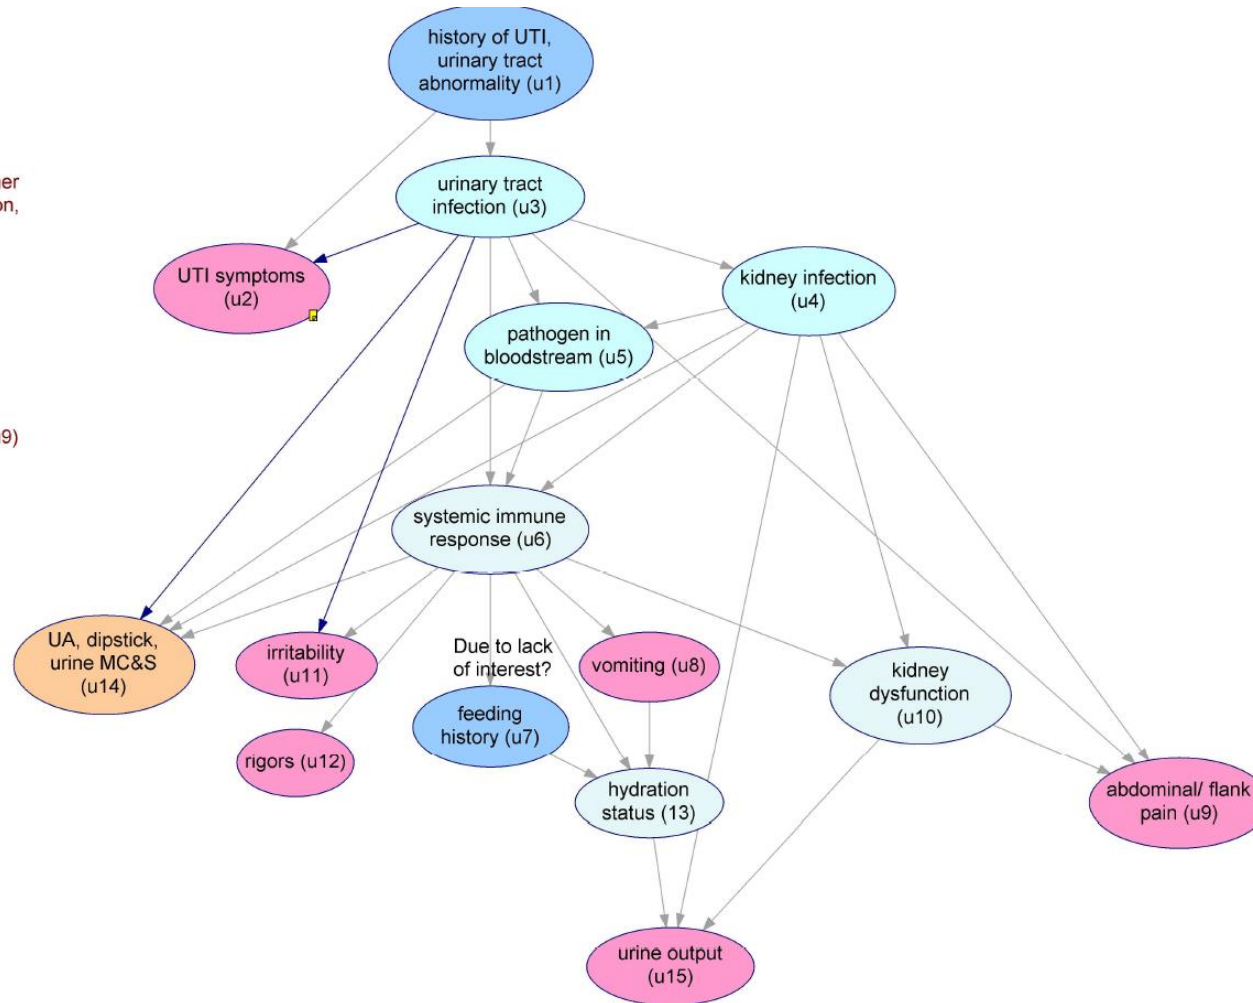 history of UTI,
urinary tract
abnormality (u1)
urinary tract
infection (u3)
UTI symptoms
(u2)
kidney infection
(u4)
pathogen in
bloodstream (u5)
systemic immune
response (u6)
UA, dipstick,
urine MC&S
(u14)
irritability
(u11)
Due to lack
of interest?
vomiting (u8)
kidney
dysfunction
(u10)
feeding
history (u7)
rigors (u12)
hydration
status (13)
abdominal/ flank
pain (u9)
urine output
(u15)